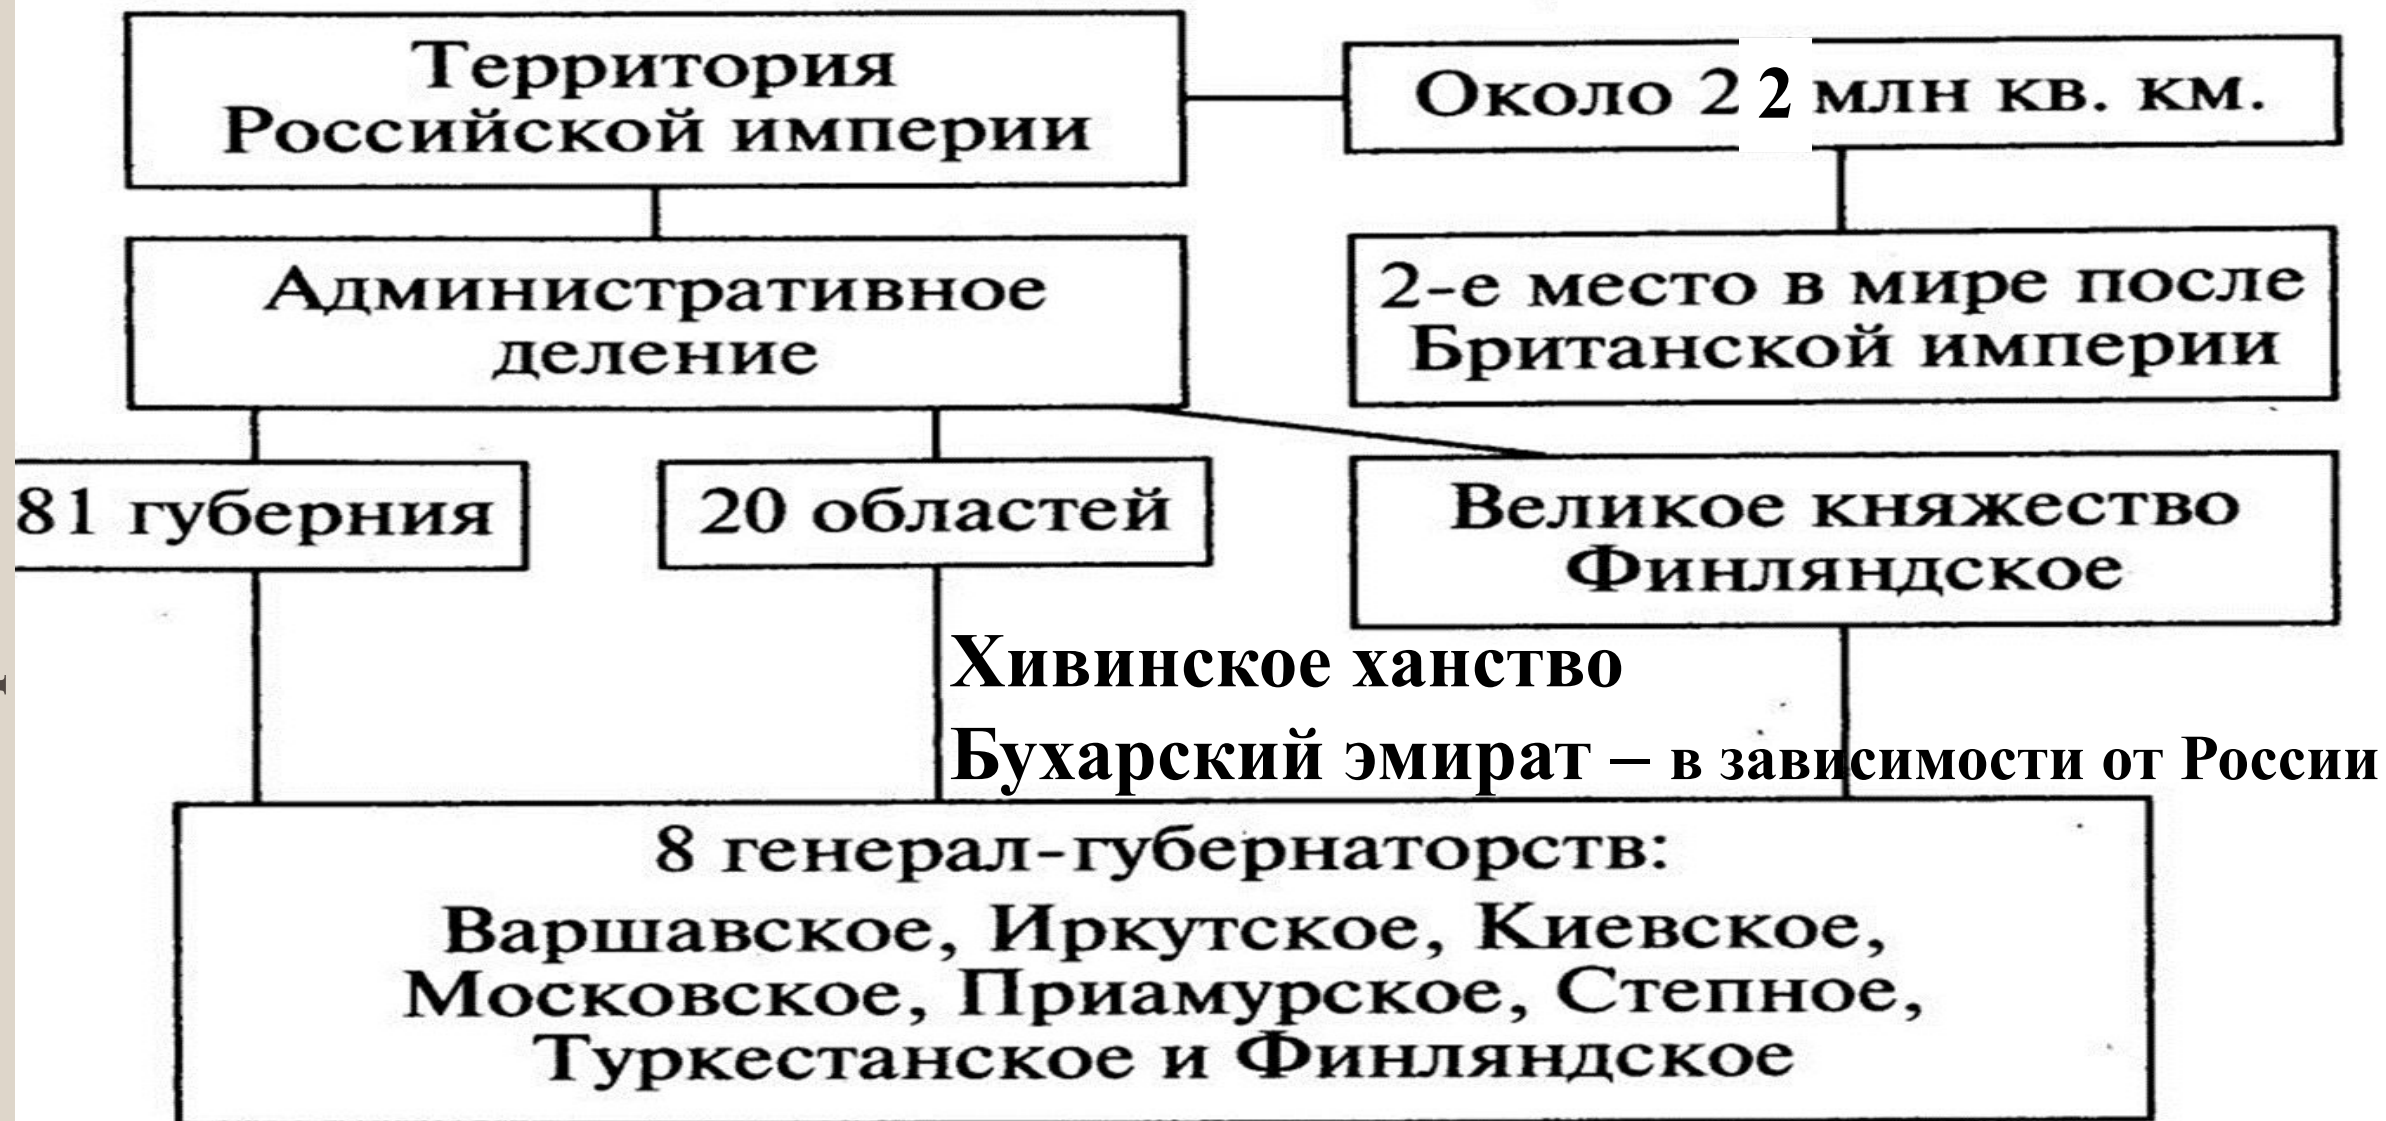 Территория
Российской империи
Около 22 млн кв. км.
Административное
деление
2-е место в мире после
Британской империи
81 губерния
20 областей
Великое княжество
Финляндское
Хивинское ханство
Бухарский эмират – в зависимости от России
8 генерал-губернаторств:
Варшавское, Иркутское, Киевское,
Московское, Приамурское, Степное,
Туркестанское и Финляндское